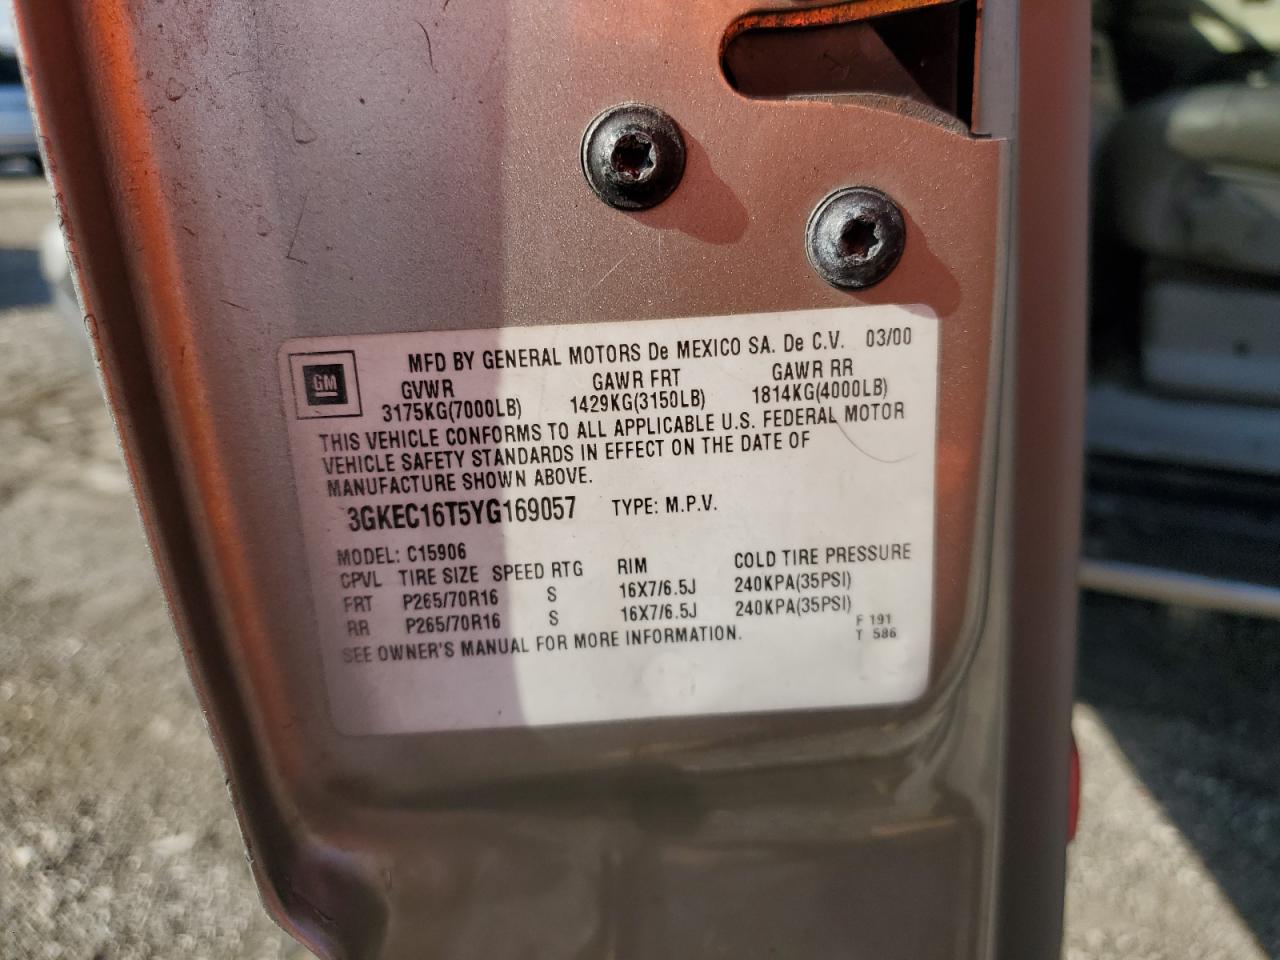 GM
MFD BY GENERAL MOTORS De MEXICO SA. De C.V. 03/00
GVWR GAWR FRT GAWR RR
3175KG(7000LB) 1429KG(3150LB) 1814KG(4000LB)
THIS VEHICLE CONFORMS TO ALL APPLICABLE U.S. FEDERAL MOTOR
VEHICLE SAFETY STANDARDS IN EFFECT ON THE DATE OF
MANUFACTURE SHOWN ABOVE.
3GKEC16T5YG169057 TYPE: M.P.V.
MODEL: C15906
CPVL TIRE SIZE SPEED RTG RIM COLD TIRE PRESSURE
FRT P265/70R16 S 16X7/6.5J 240KPA(35PSI)
RR P265/70R16 S 16X7/6.5J 240KPA(35PSI)
SEE OWNER'S MANUAL FOR MORE INFORMATION.
F 191
T 586